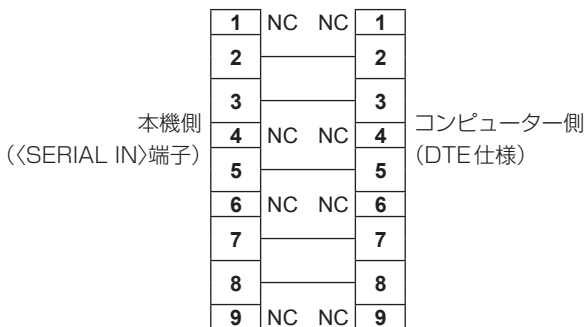 1 NC NC 1
2 2
3 3
本機側
(〈SERIAL IN〉端子)
4 NC NC 4
コンピューター側
(DTE仕様)
5 5
6 NC NC 6
7 7
8 8
9 NC NC 9